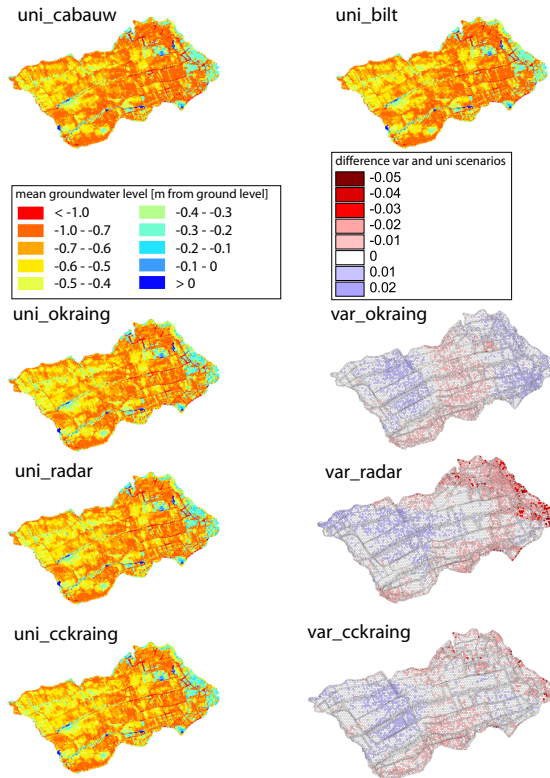 uni_cabauw
uni_bilt
mean groundwater level [m from ground level]
< -1.0
-1.0 - -0.7
-0.7 - -0.6
-0.6 - -0.5
-0.5 - -0.4
-0.4 - -0.3
-0.3 - -0.2
-0.2 - -0.1
-0.1 - 0
> 0
difference var and uni scenarios
-0.05
-0.04
-0.03
-0.02
-0.01
0
0.01
0.02
uni_okraing
var_okraing
uni_radar
var_radar
uni_cckraing
var_cckraing